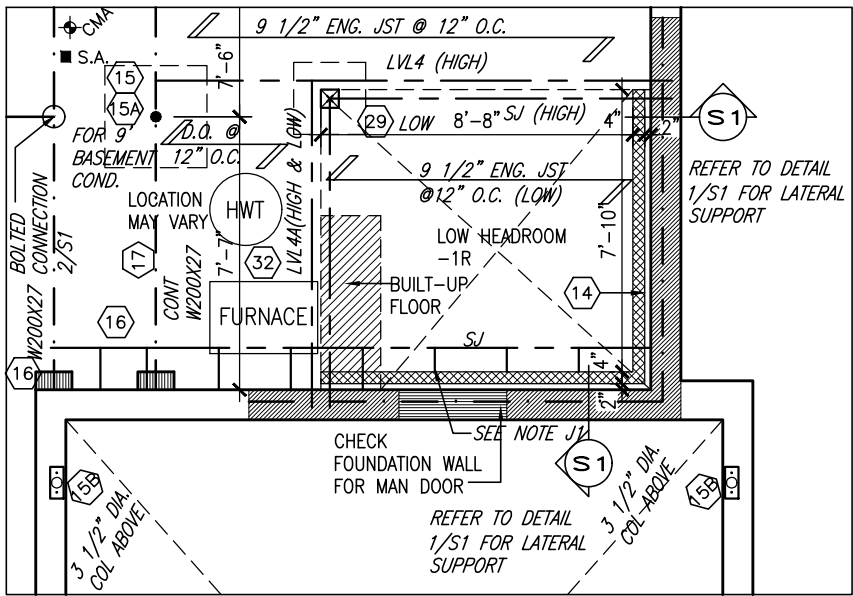 CMA
9 1/2" ENG. JST @ 12" O.C.
S.A.
7'-6"
LVL4 (HIGH)
15
15A
FOR 9'
BASEMENT
COND.
D.O. @
12" O.C.
29
LOW
8'-8"
SJ (HIGH)
4"
2"
S1
REFER TO DETAIL
1/S1 FOR LATERAL
SUPPORT
9 1/2" ENG. JST
@12" O.C. (LOW)
LOCATION
MAY VARY
HWT
LVL4A(HIGH & LOW)
LOW HEADROOM
-1R
7'-10"
BOLTED
CONNECTION
2/S1
17
7'-7"
32
CONT
W200X27
BUILT-UP
FLOOR
14
W200X27
16
FURNACE
SJ
16
4"
2"
SEE NOTE J1
CHECK
FOUNDATION WALL
FOR MAN DOOR
S1
15B
3 1/2" DIA.
COL ABOVE
REFER TO DETAIL
1/S1 FOR LATERAL
SUPPORT
3 1/2" DIA.
COL ABOVE
15B